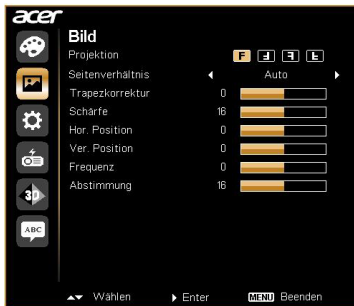 acer
Bild
Projektion F F F F
Seitenverhältnis Auto
Trapezkorrektur 0
Schärfe 16
Hor. Position 0
Ver. Position 0
Frequenz 0
Abstimmung 16
3D
ABC
Wählen Enter MENU Beenden